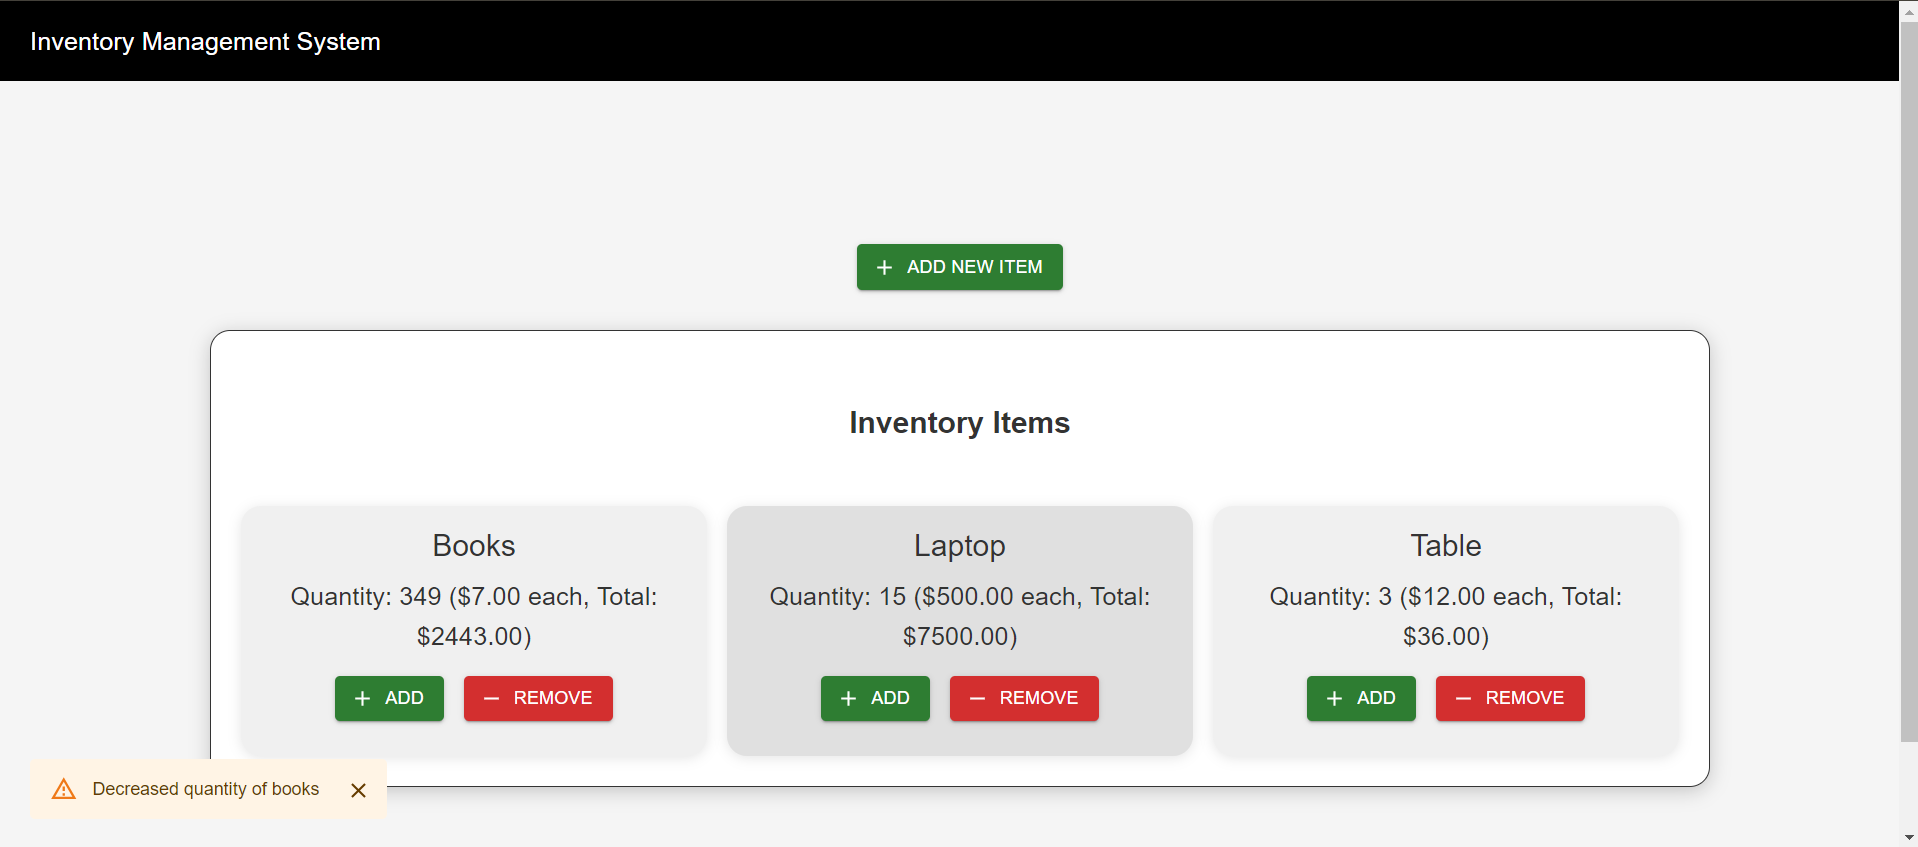 Inventory Management System
ADD NEW ITEM
Inventory Items
Books
Quantity: 349 ($7.00 each, Total:
$2443.00)
ADD
REMOVE
Laptop
Quantity: 15 ($500.00 each, Total:
$7500.00)
ADD
REMOVE
Table
Quantity: 3 ($12.00 each, Total:
$36.00)
ADD
REMOVE
Decreased quantity of books